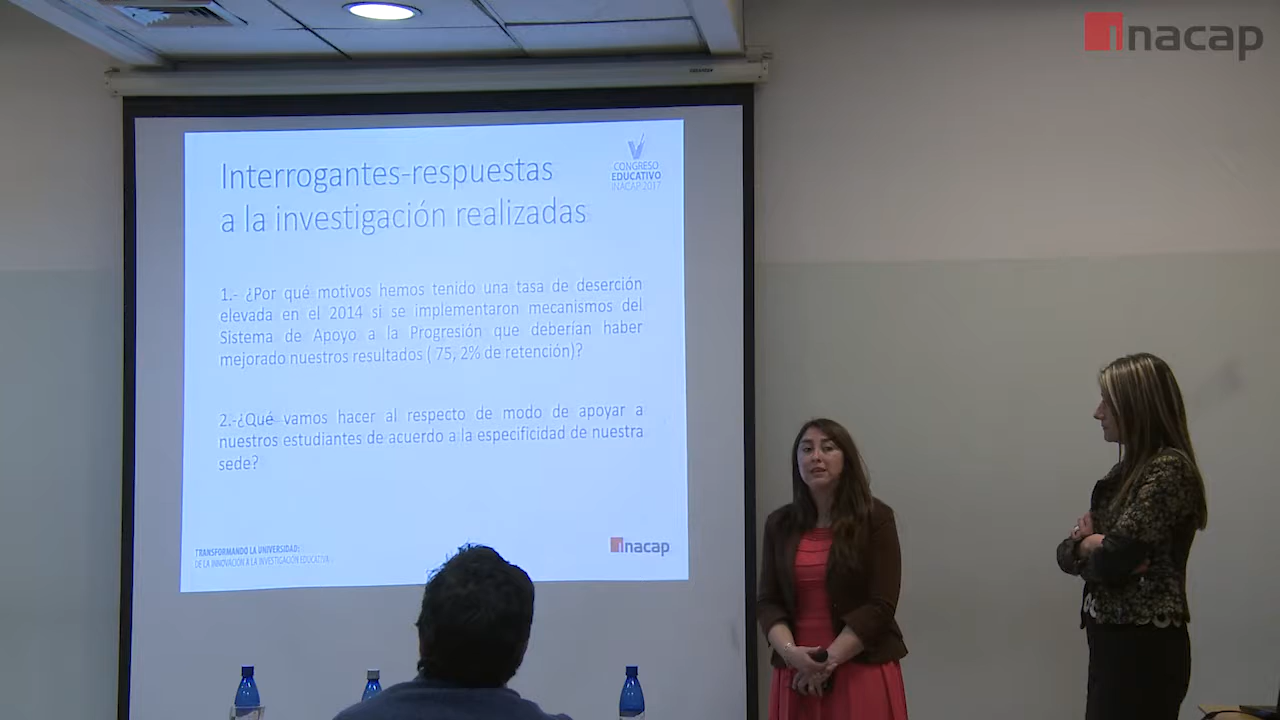 inacap
Interrogantes-respuestas
a la investigación realizadas
CONGRESO
EDUCATIVO
INACAP 2017
1.- ¿Por qué motivos hemos tenido una tasa de deserción
elevada en el 2014 si se implementaron mecanismos del
Sistema de Apoyo a la Progresión que deberían haber
mejorado nuestros resultados ( 75, 2% de retención)?
2.-¿Qué vamos hacer al respecto de modo de apoyar a
nuestros estudiantes de acuerdo a la especificidad de nuestra
sede?
TRANSFORMANDO LA UNIVERSIDAD:
DE LA INNOVACIÓN A LA INVESTIGACIÓN EDUCATIVA
inacap